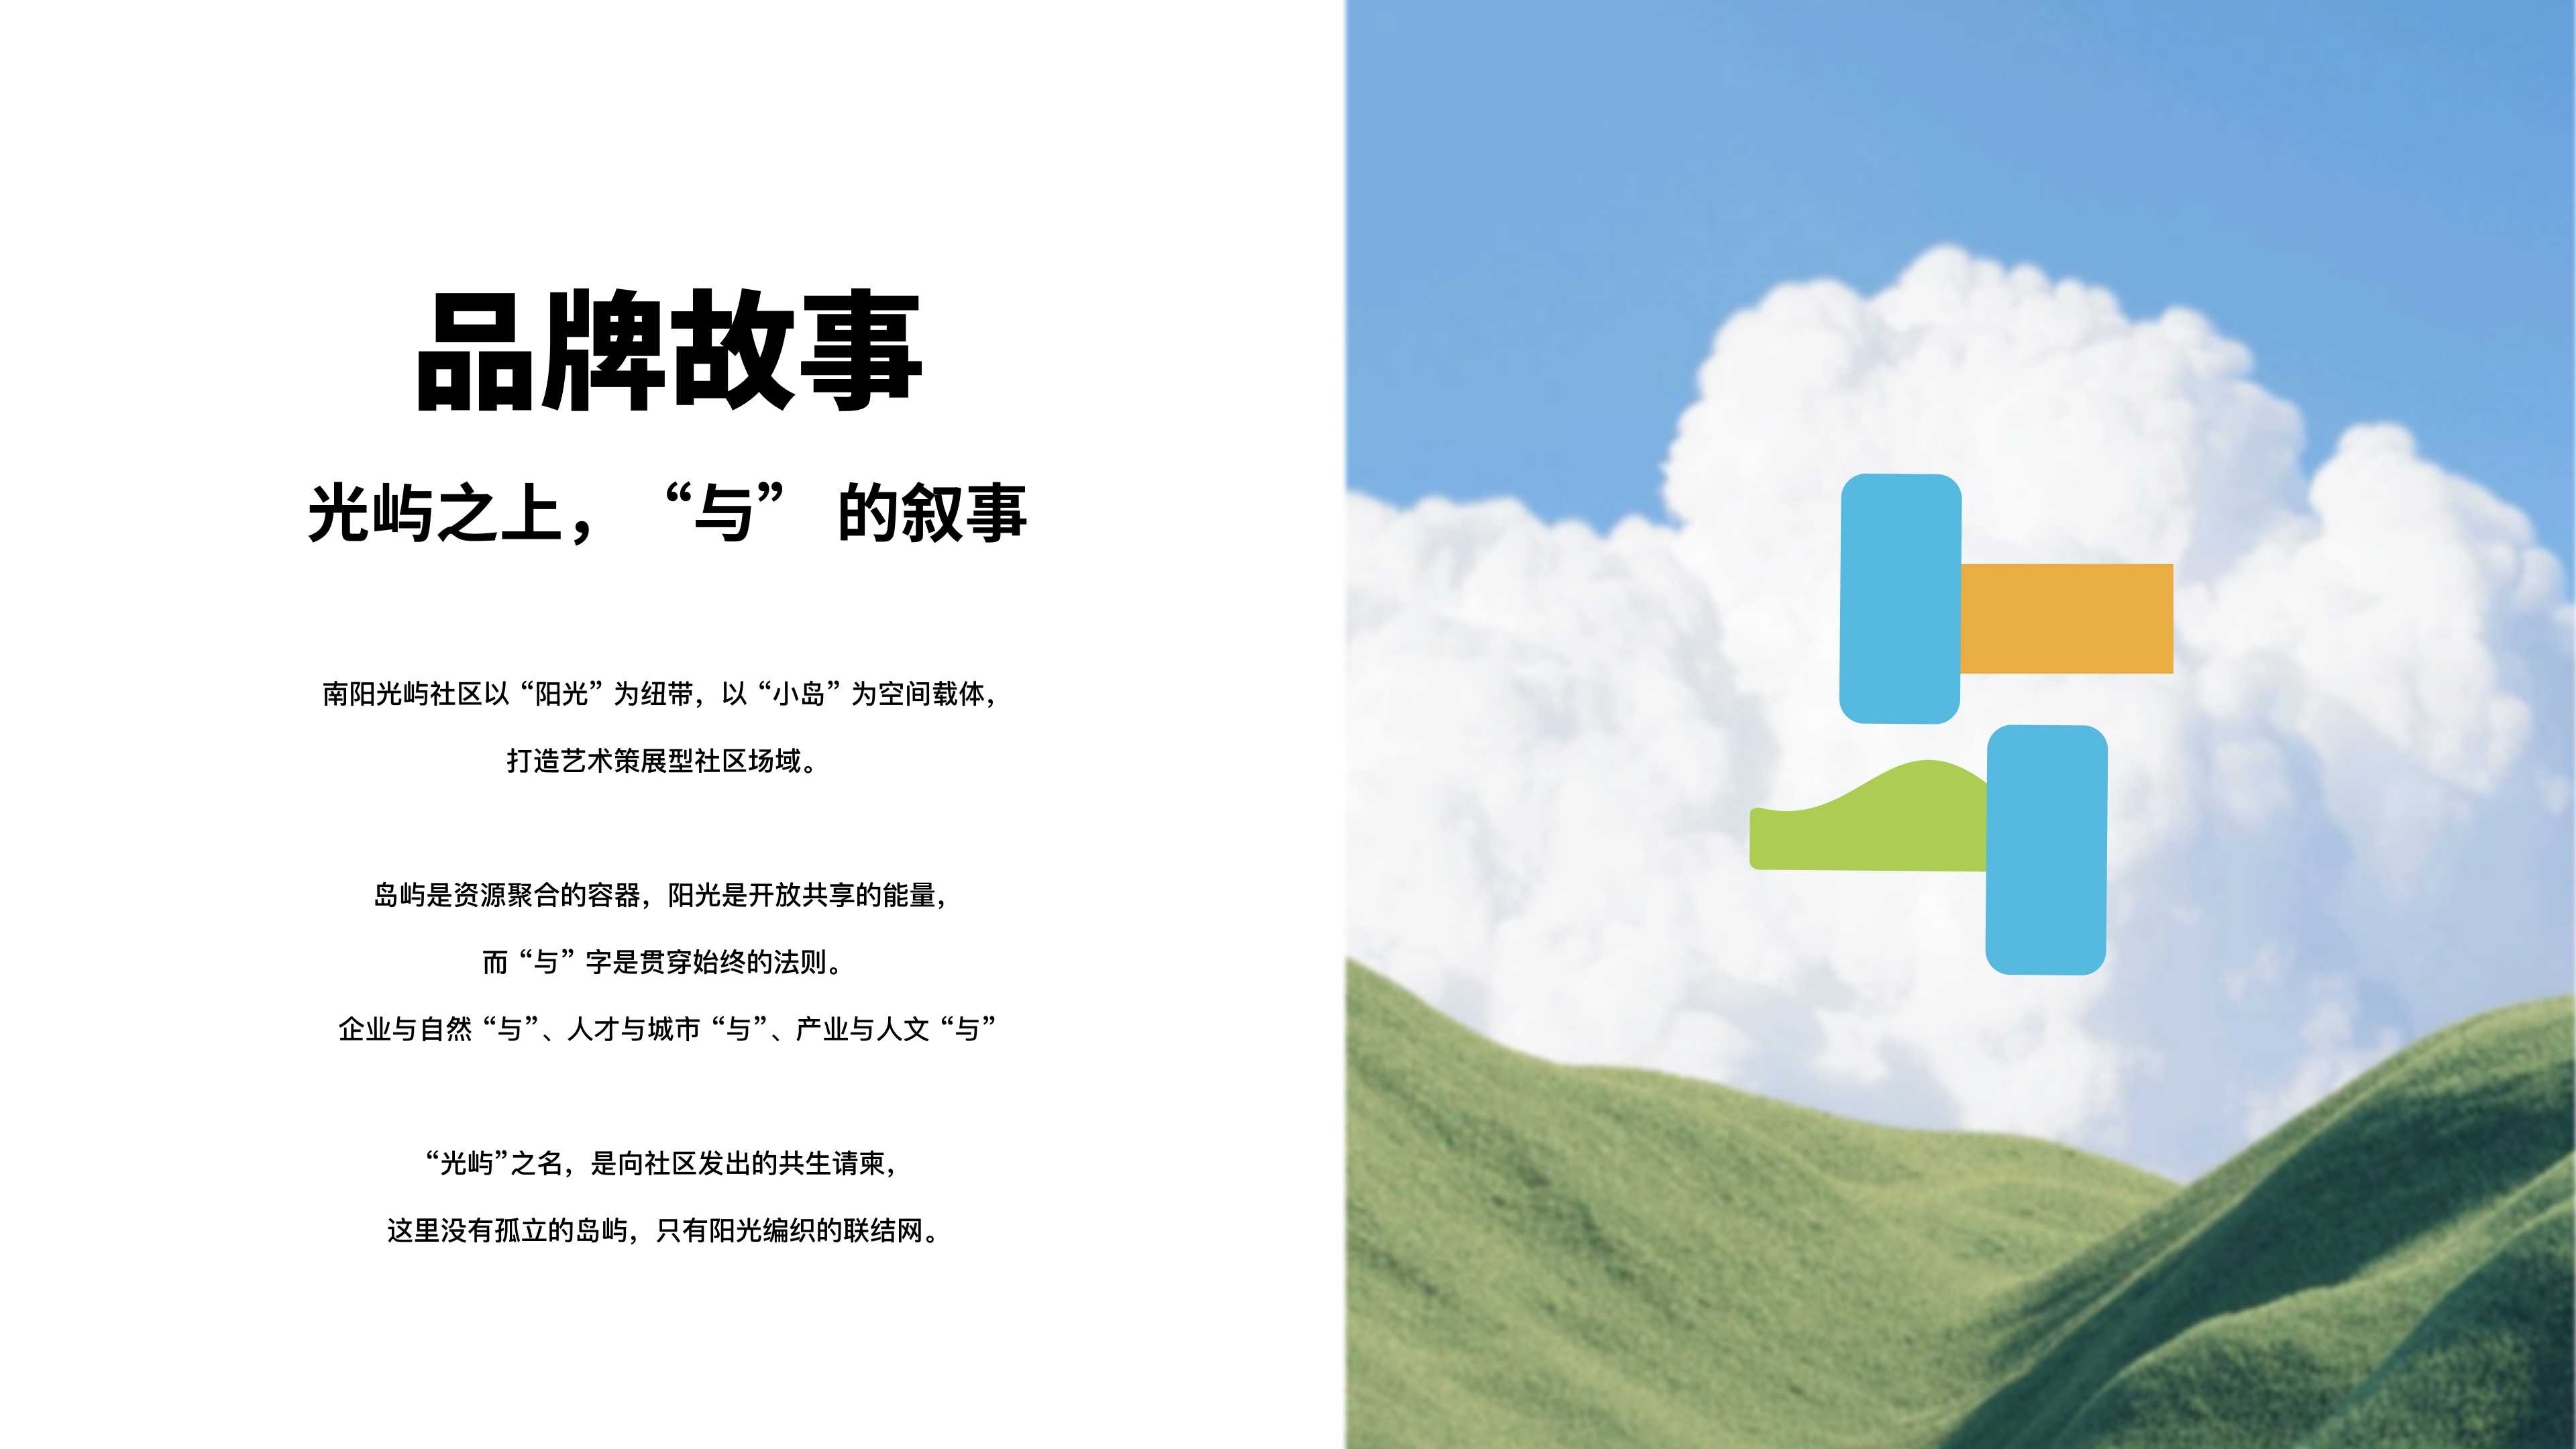 品牌故事
光屿之上，“与” 的叙事
南阳光屿社区以 “阳光” 为纽带，以 “小岛” 为空间载体，
打造艺术策展型社区场域。
岛屿是资源聚合的容器，阳光是开放共享的能量，
而 “与” 字是贯穿始终的法则。
企业与自然 “与”、人才与城市 “与”、产业与人文 “与”
“光屿”之名，是向社区发出的共生请柬，
这里没有孤立的岛屿，只有阳光编织的联结网。